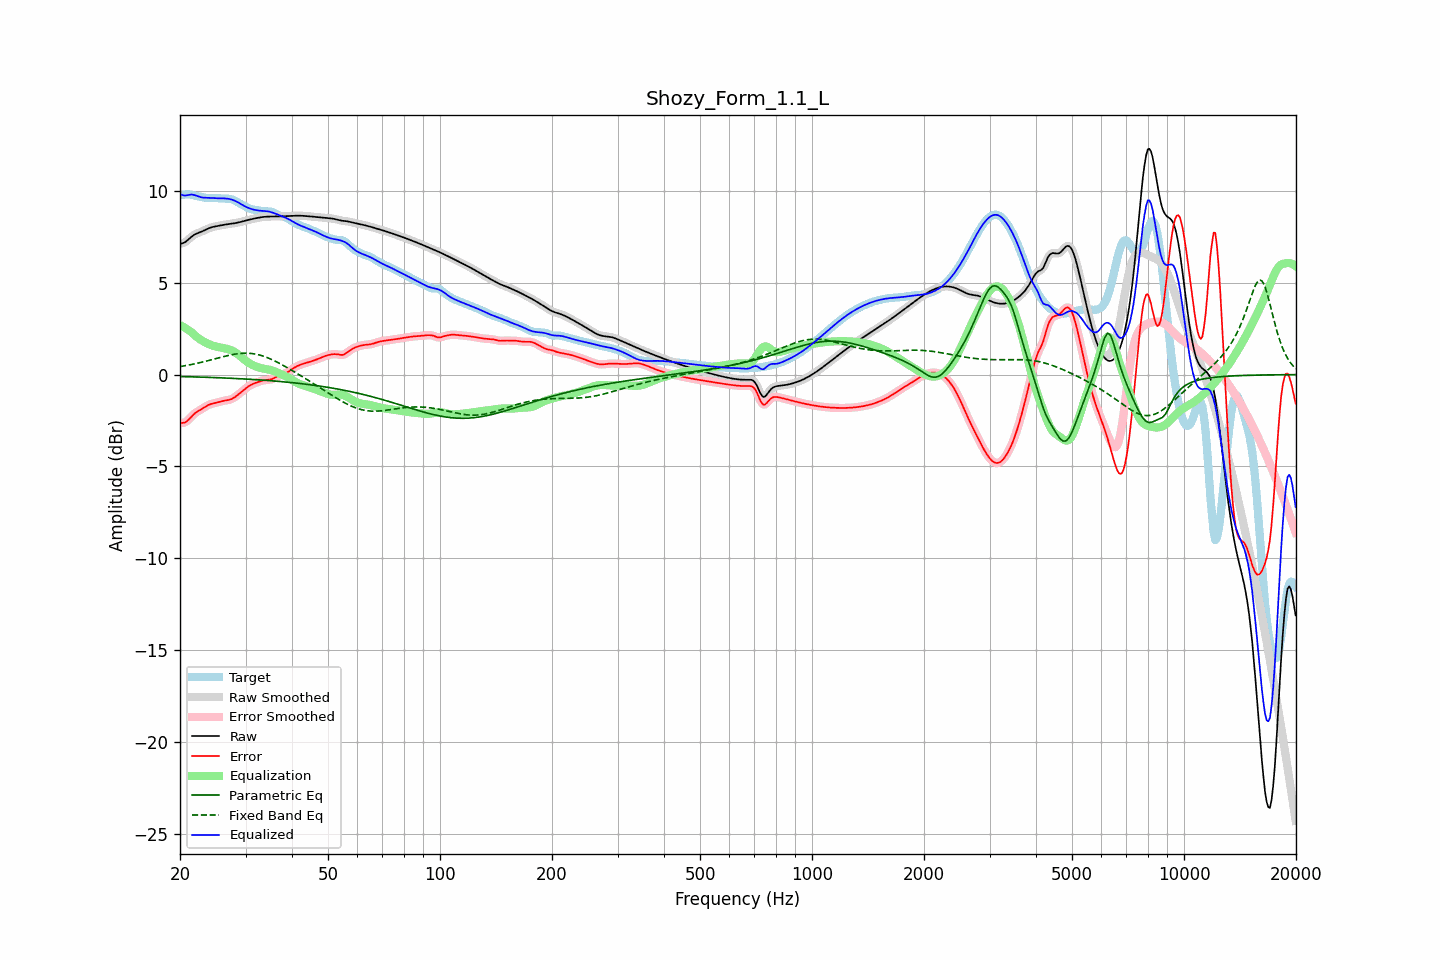 Shozy_Form_1.1_L
Amplitude (dBr)
10
5
0
−5
−10
−15
−20
−25
Target
Raw Smoothed
Error Smoothed
Raw
Error
Equalization
Parametric Eq
Fixed Band Eq
Equalized
20 50 100 200 500 1000 2000 5000 10000 20000
Frequency (Hz)